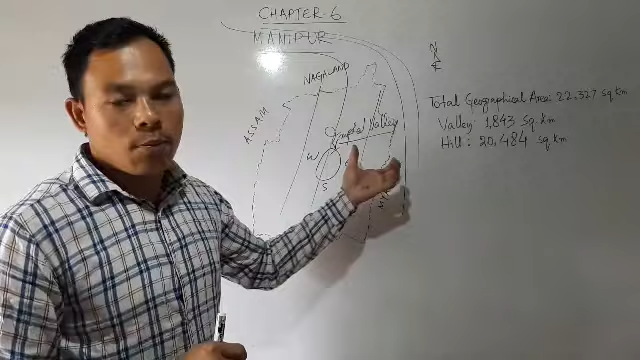 CHAPTER-6
MANIPUR
NAGALAND
ASSAM
Imphal Valley
N
W
S
Total Geographical Area: 22,327 sq km
Valley: 1,843 sq.km
Hill: 20,484 sq km